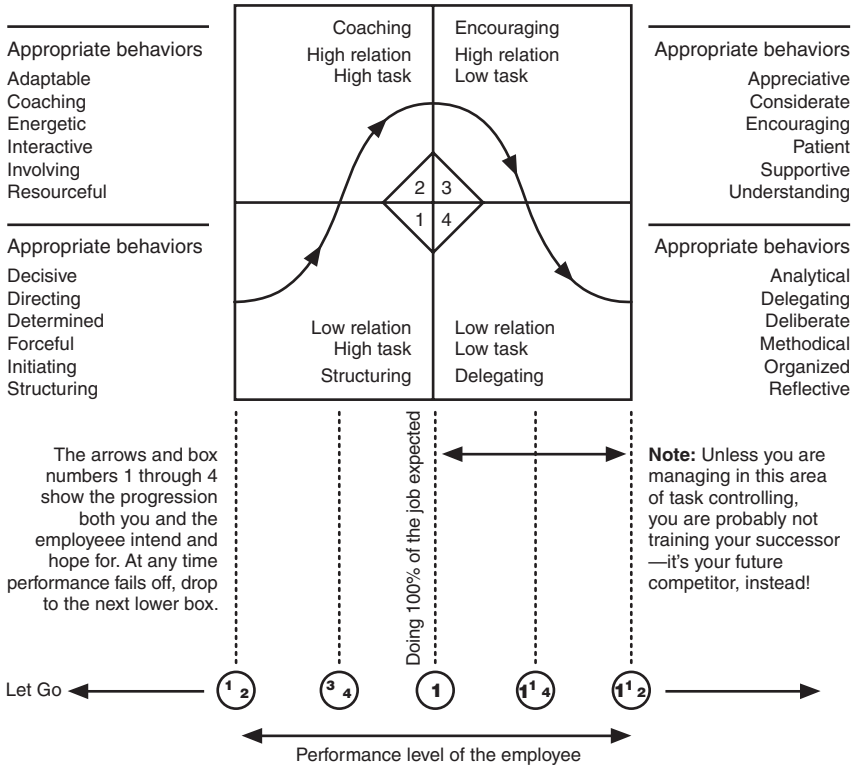 Appropriate behaviors
Adaptable
Coaching
Energetic
Interactive
Involving
Resourceful
Appropriate behaviors
Decisive
Directing
Determined
Forceful
Initiating
Structuring
Coaching
High relation
High task
Encouraging
High relation
Low task
2 3
1 4
Low relation
High task
Structuring
Low relation
Low task
Delegating
Appropriate behaviors
Appreciative
Considerate
Encouraging
Patient
Supportive
Understanding
Appropriate behaviors
Analytical
Delegating
Deliberate
Methodical
Organized
Reflective
The arrows and box
numbers 1 through 4
show the progression
both you and the
employeee intend and
hope for. At any time
performance fails off, drop
to the next lower box.
Doing 100% of the job expected
Note: Unless you are
managing in this area
of task controlling,
you are probably not
training your successor
—it's your future
competitor, instead!
Let Go
1 2
3 4
1
1 1 4
1 1 2
Performance level of the employee